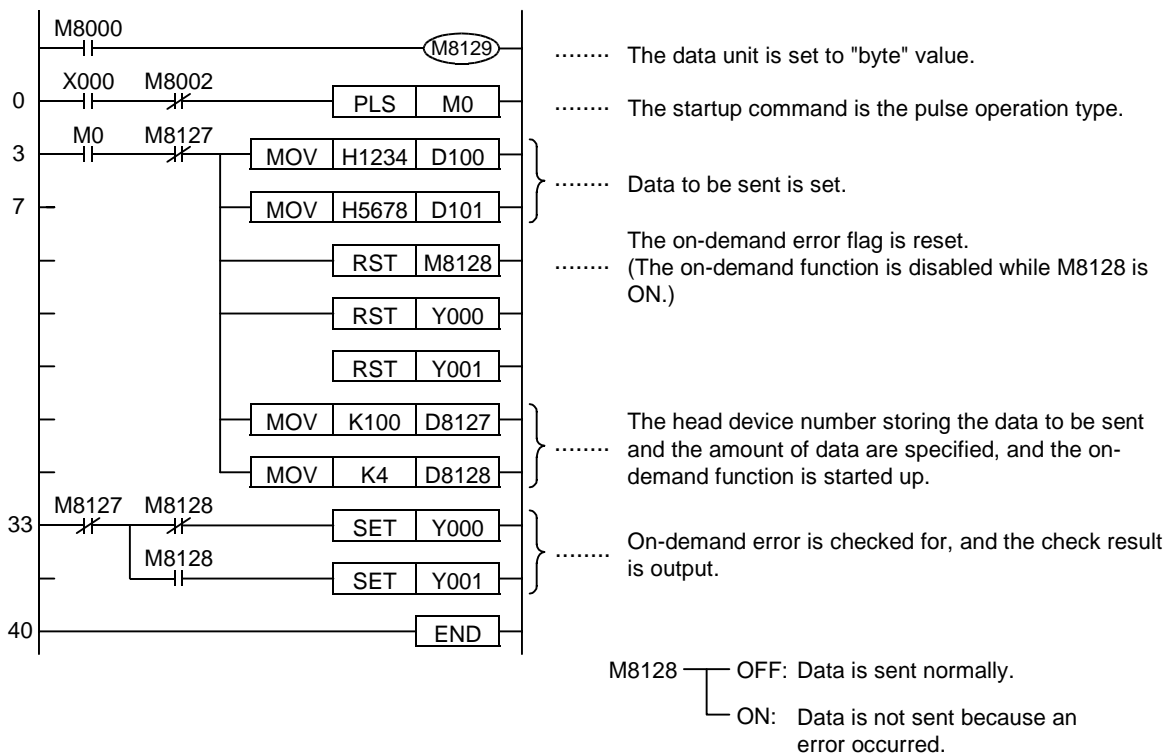 M8000
M8129
........ The data unit is set to "byte" value.
X000 M8002
0 PLS M0
........ The startup command is the pulse operation type.
M0 M8127
3 MOV H1234 D100
........ Data to be sent is set.
7 MOV H5678 D101
RST M8128
The on-demand error flag is reset.
........ (The on-demand function is disabled while M8128 is
ON.)
RST Y000
RST Y001
MOV K100 D8127
MOV K4 D8128
The head device number storing the data to be sent
........ and the amount of data are specified, and the on-
demand function is started up.
M8127 M8128
33 SET Y000
M8128
SET Y001
........ On-demand error is checked for, and the check result
is output.
40 END
M8128 OFF: Data is sent normally.
ON: Data is not sent because an
error occurred.